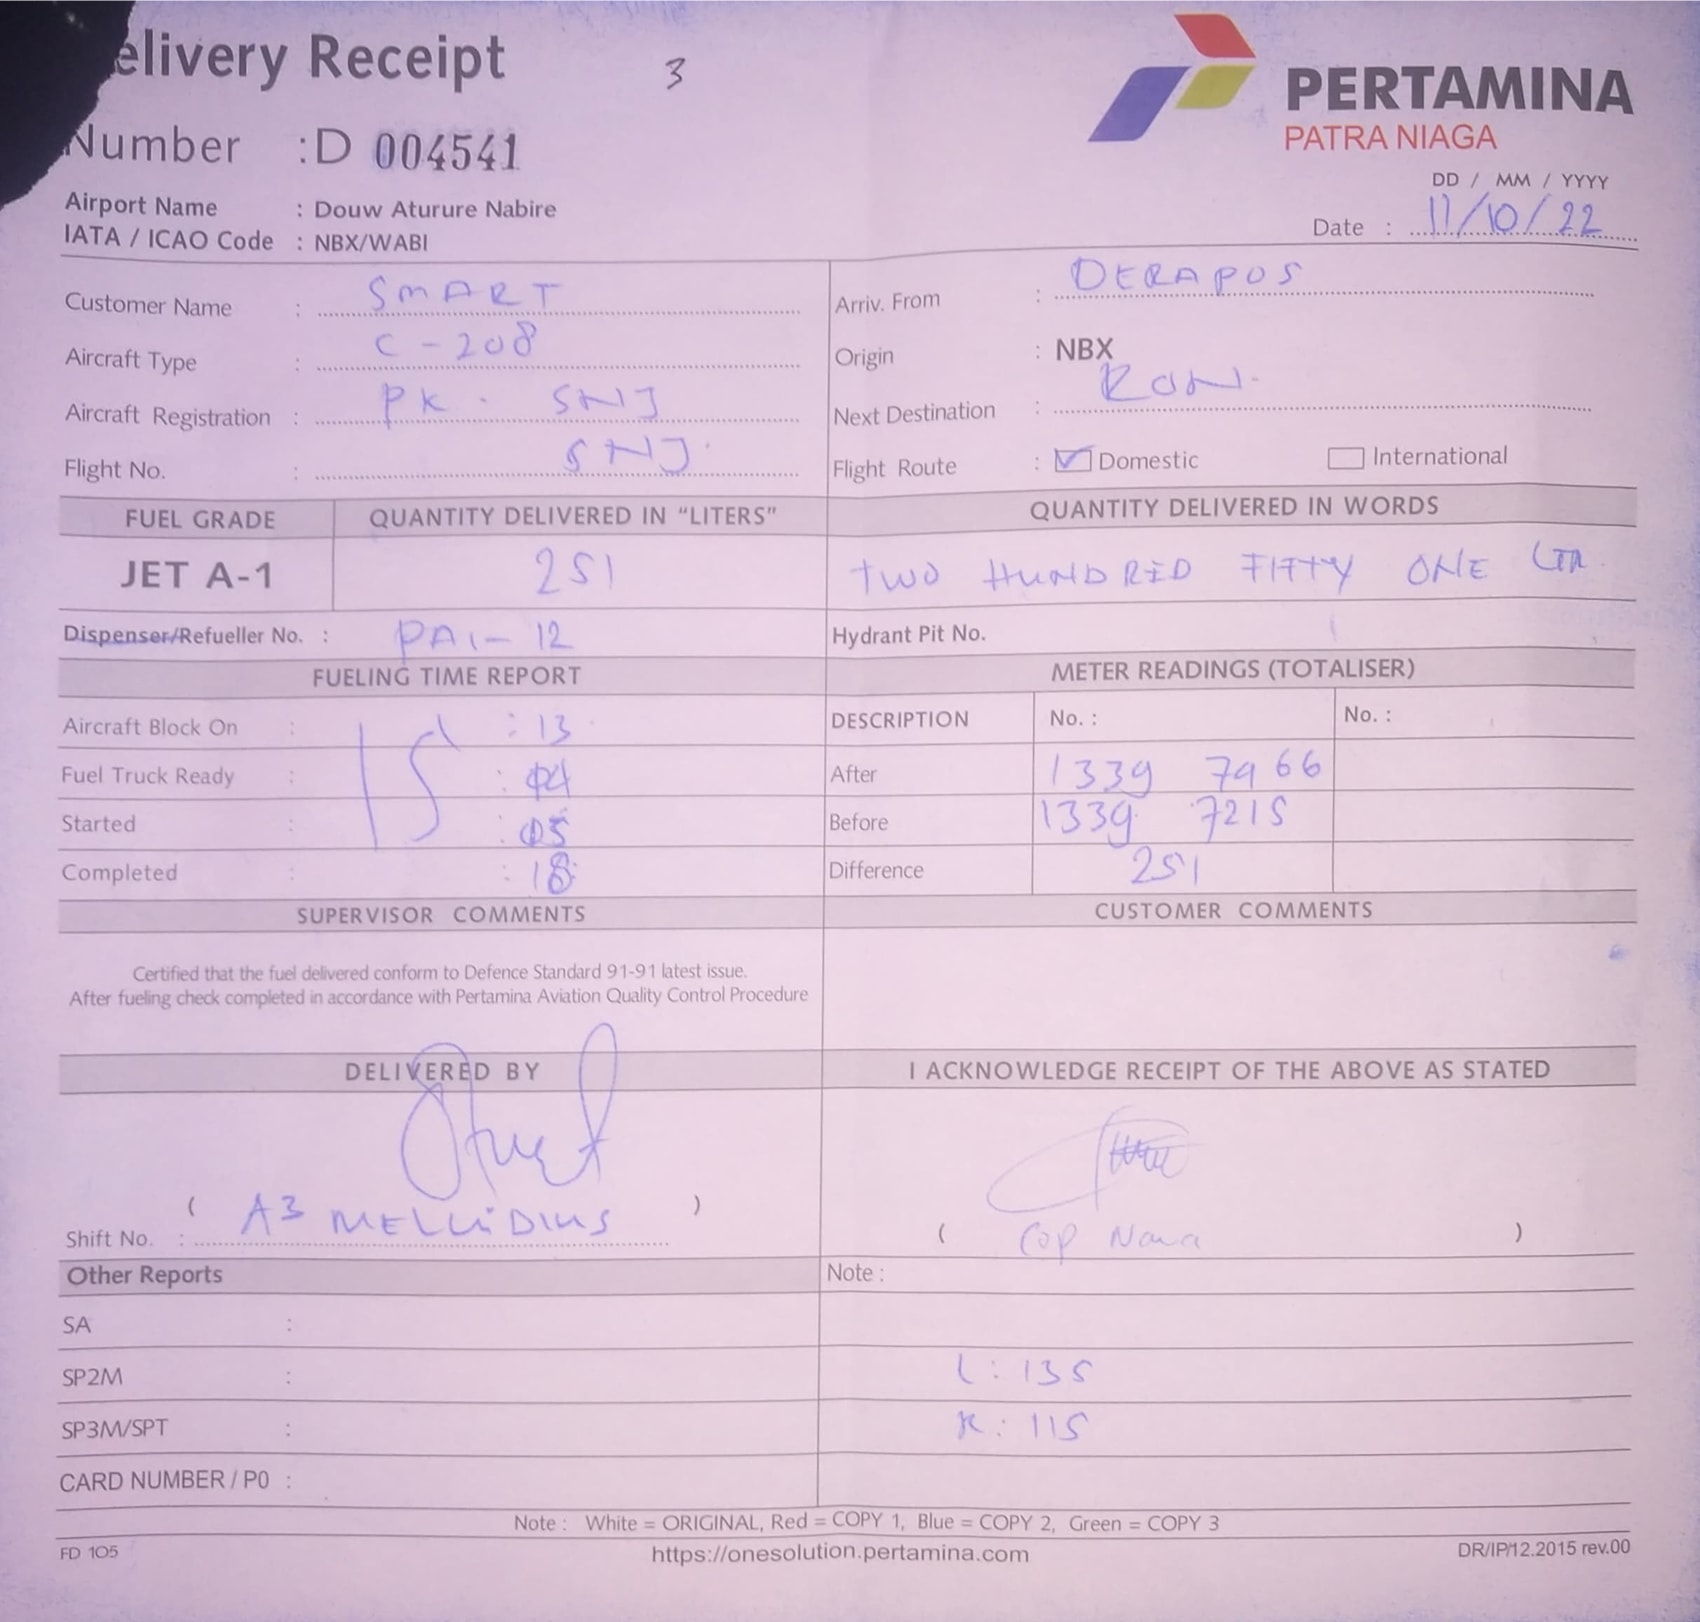 elivery Receipt
3
PERTAMINA
PATRA NIAGA
Number :D 004541
DD / MM / YYYY
Date : 11/10/22
Airport Name : Douw Aturure Nabire
IATA / ICAO Code : NBX/WABI
Customer Name : SMART
Arriv. From : DERAPOS
Aircraft Type : C-208
Origin : NBX
Aircraft Registration : PK. SNJ
Next Destination : RON.
Flight No. : SNJ.
Flight Route : Domestic International
FUEL GRADE QUANTITY DELIVERED IN “LITERS” QUANTITY DELIVERED IN WORDS
JET A-1 251 TWO HUNDRED FIFTY ONE LTR
Dispenser/Refueller No. : PAI-12 Hydrant Pit No.
FUELING TIME REPORT METER READINGS (TOTALISER)
Aircraft Block On : 15 : 13
DESCRIPTION No. : No. :
Fuel Truck Ready : : 14
After 1339 7466
Started : : 15
Before 1339 7215
Completed : : 18
Difference 251
SUPERVISOR COMMENTS CUSTOMER COMMENTS
Certified that the fuel delivered conform to Defence Standard 91-91 latest issue.
After fueling check completed in accordance with Pertamina Aviation Quality Control Procedure
DELIVERED BY I ACKNOWLEDGE RECEIPT OF THE ABOVE AS STATED
( A3 MELKIDIUS )
Shift No. :
( Cop Nana )
Other Reports Note :
SA :
SP2M : L : 135
SP3M/SPT : R : 115
CARD NUMBER / P0 :
Note : White = ORIGINAL, Red = COPY 1, Blue = COPY 2, Green = COPY 3
FD 105 https://onesolution.pertamina.com DR/IP/12.2015 rev.00